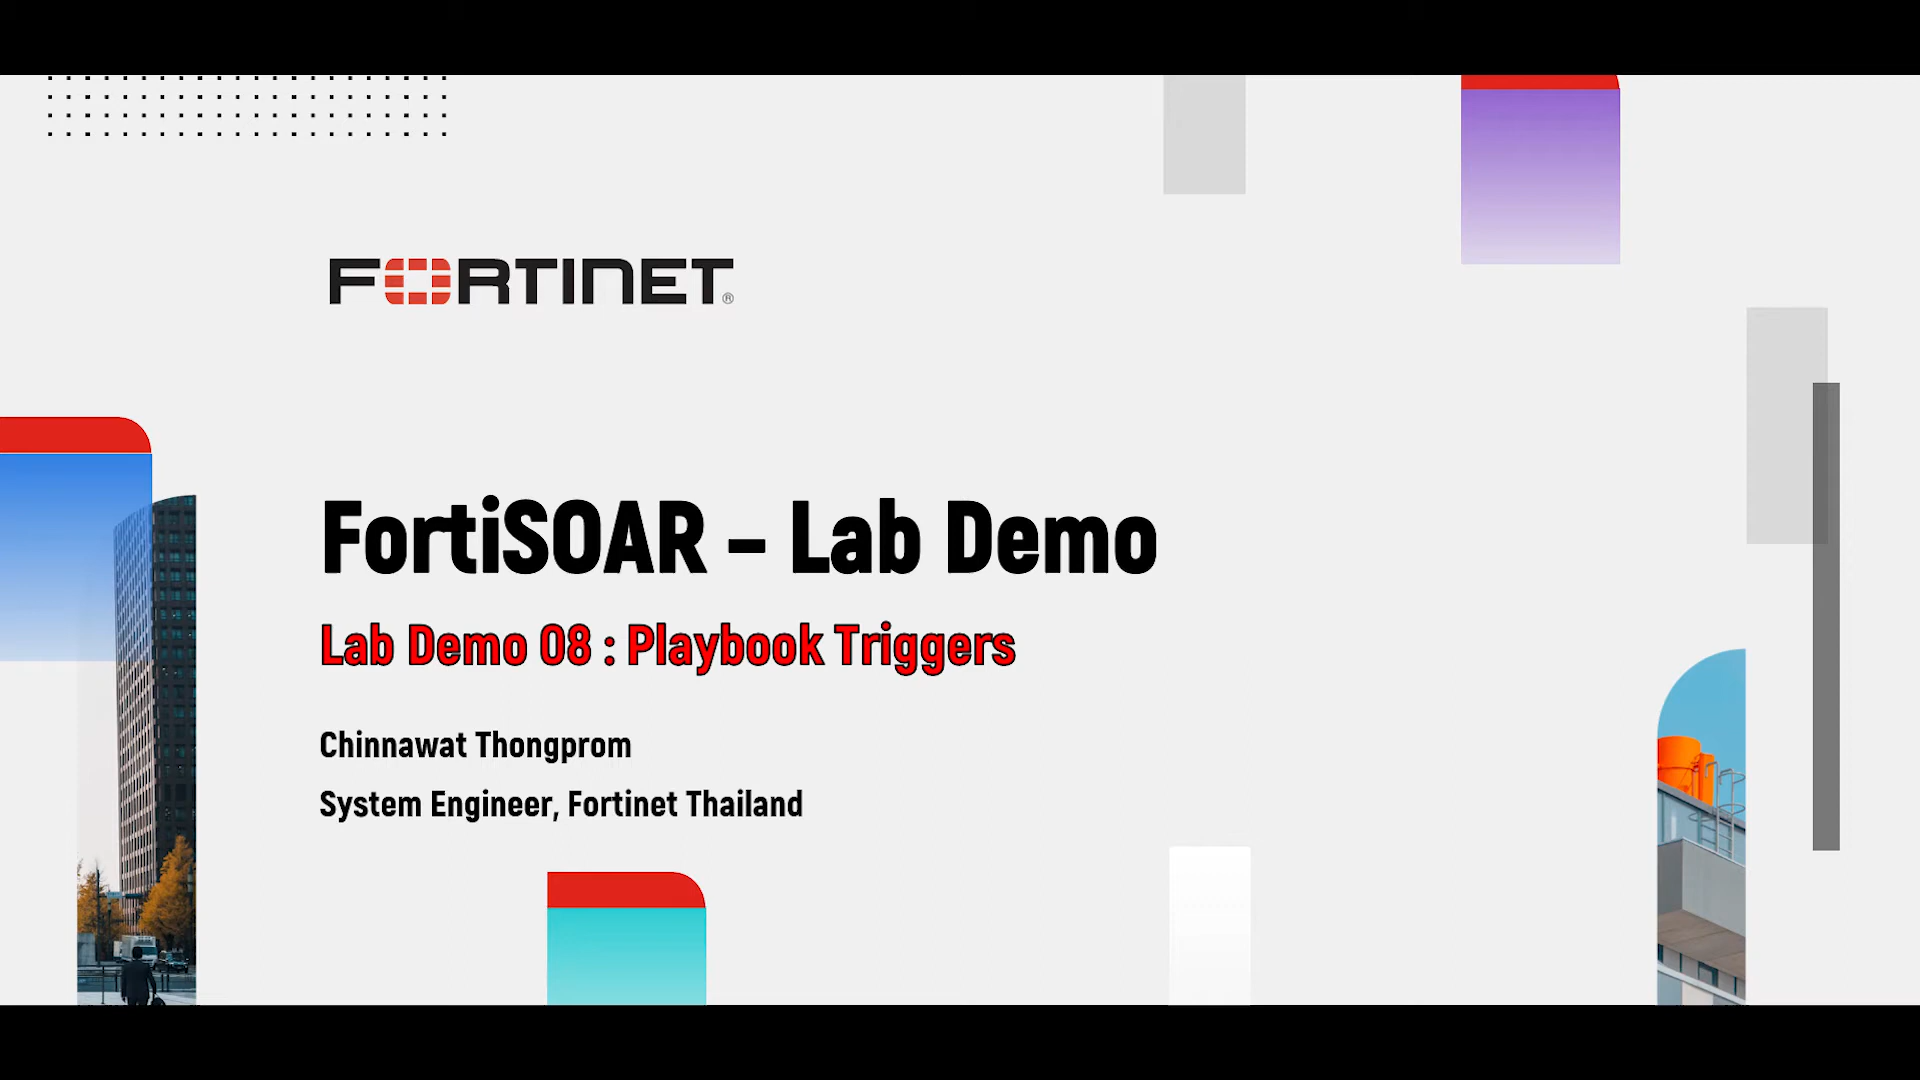 FORTINET®
FortiSOAR – Lab Demo
Lab Demo 08 : Playbook Triggers
Chinnawat Thongprom
System Engineer, Fortinet Thailand